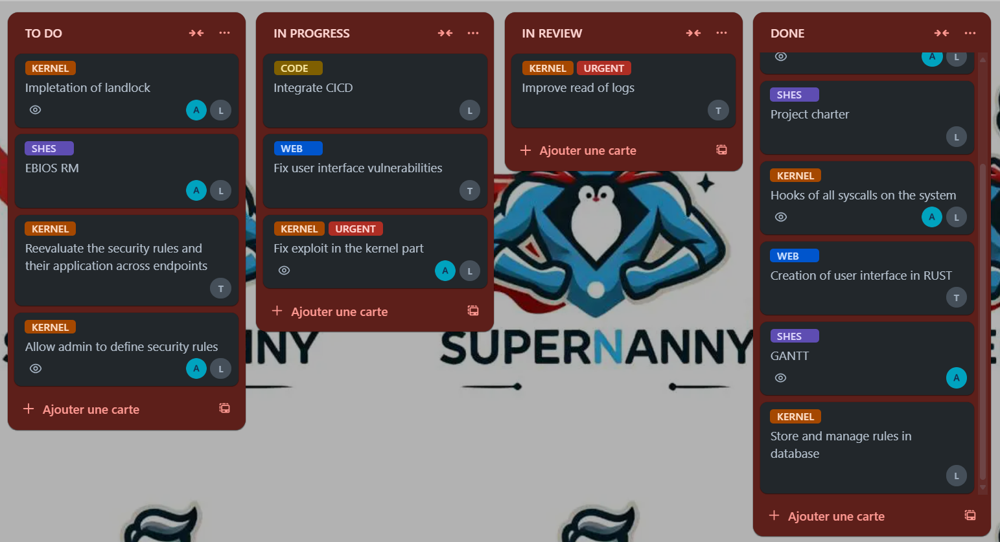 TO DO
KERNEL
Impletation of landlock
A L
SHES
EBIOS RM
A L
KERNEL
Reevaluate the security rules and
their application across endpoints
T
KERNEL
Allow admin to define security rules
A L
Ajouter une carte
IN PROGRESS
CODE
Integrate CICD
L
WEB
Fix user interface vulnerabilities
T
KERNEL URGENT
Fix exploit in the kernel part
A L
Ajouter une carte
IN REVIEW
KERNEL URGENT
Improve read of logs
T
Ajouter une carte
DONE
A L
SHES
Project charter
L
KERNEL
Hooks of all syscalls on the system
A L
WEB
Creation of user interface in RUST
T
SHES
GANTT
A
KERNEL
Store and manage rules in
database
L
Ajouter une carte
NNY
SUPERNANNY